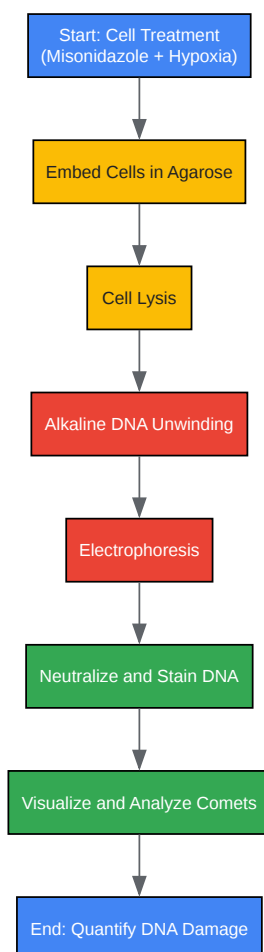 Start: Cell Treatment
(Misonidazole + Hypoxia)
Embed Cells in Agarose
Cell Lysis
Alkaline DNA Unwinding
Electrophoresis
Neutralize and Stain DNA
Visualize and Analyze Comets
End: Quantify DNA Damage